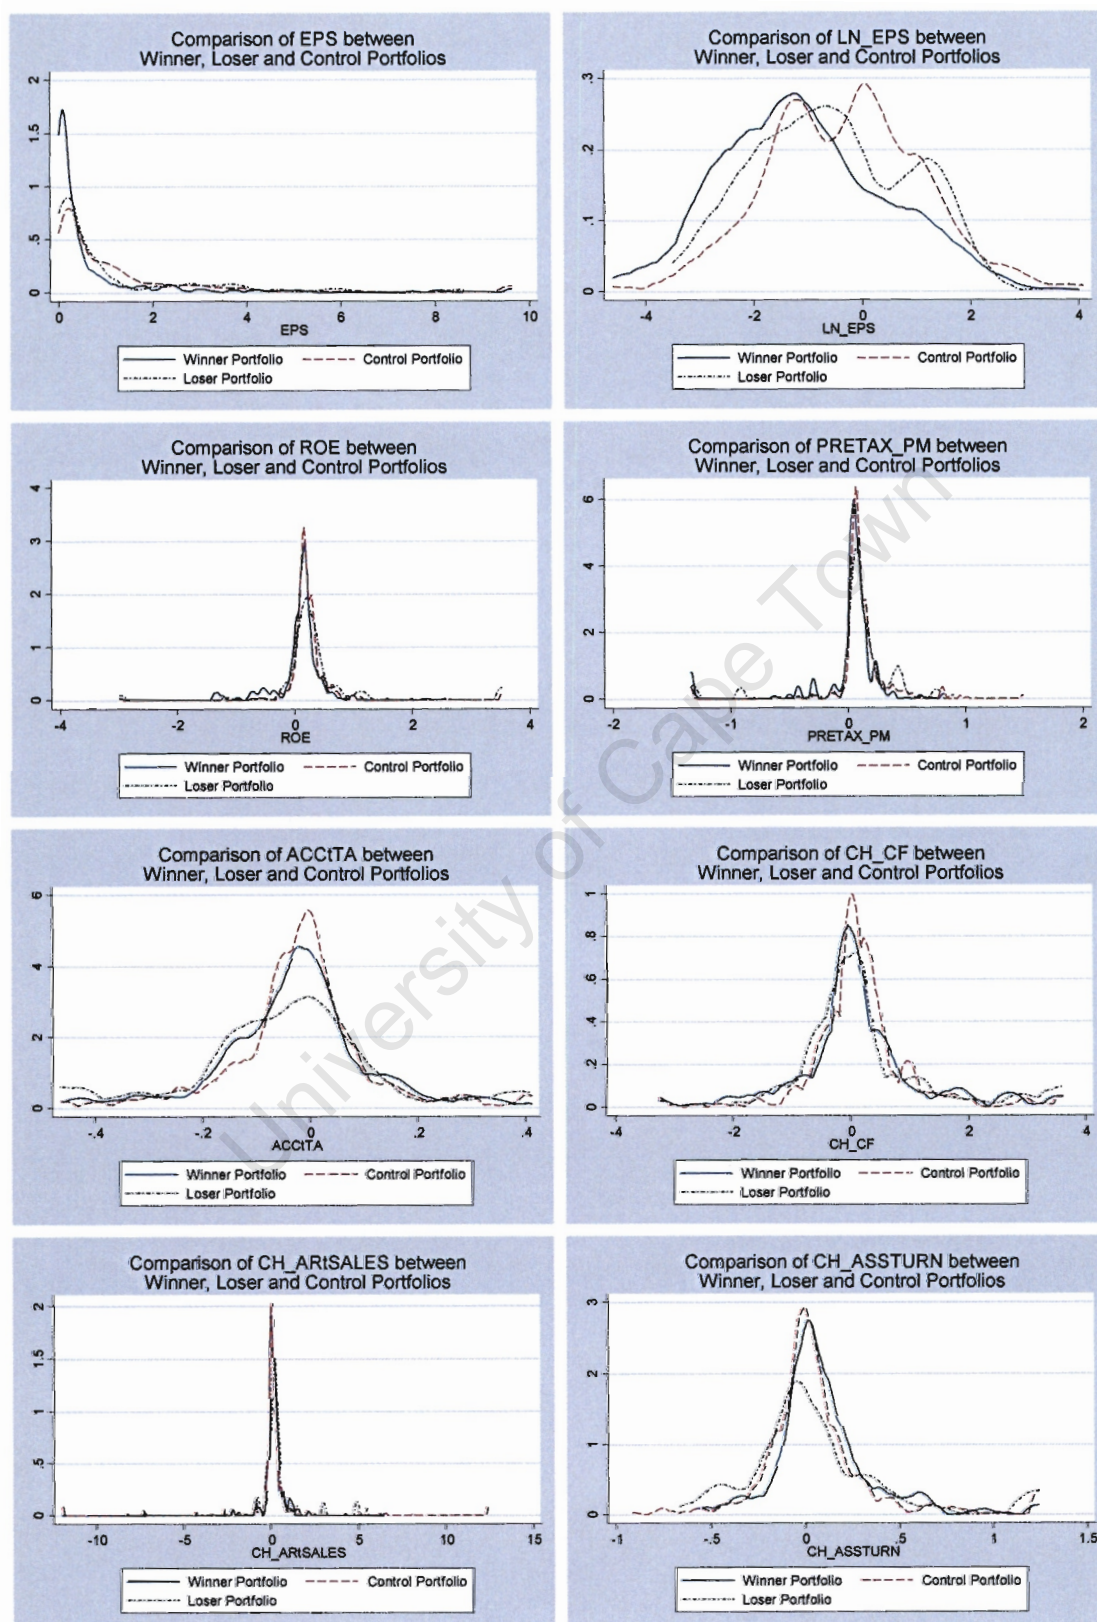 Comparison of EPS between
Winner, Loser and Control Portfolios
2
1.5
1
.5
0
0 2 4 6 8 10
EPS
Winner Portfolio Control Portfolio
Loser Portfolio
Comparison of LN_EPS between
Winner, Loser and Control Portfolios
.3
.2
.1
0
-4 -2 0 2 4
LN_EPS
Winner Portfolio Control Portfolio
Loser Portfolio
Comparison of ROE between
Winner, Loser and Control Portfolios
4
3
2
1
0
-4 -2 0 2 4
ROE
Winner Portfolio Control Portfolio
Loser Portfolio
Comparison of PRETAX_PM between
Winner, Loser and Control Portfolios
6
4
2
0
-2 -1 0 1 2
PRETAX_PM
Winner Portfolio Control Portfolio
Loser Portfolio
Comparison of ACCtTA between
Winner, Loser and Control Portfolios
6
4
2
0
-.4 -.2 0 .2 .4
ACCtTA
Winner Portfolio Control Portfolio
Loser Portfolio
Comparison of CH_CF between
Winner, Loser and Control Portfolios
1
.8
.6
.4
.2
0
-4 -2 0 2 4
CH_CF
Winner Portfolio Control Portfolio
Loser Portfolio
Comparison of CH_ARtSALES between
Winner, Loser and Control Portfolios
2
1.5
1
.5
0
-10 -5 0 5 10 15
CH_ARtSALES
Winner Portfolio Control Portfolio
Loser Portfolio
Comparison of CH_ASSTURN between
Winner, Loser and Control Portfolios
3
2
1
0
-1 -.5 0 .5 1 1.5
CH_ASSTURN
Winner Portfolio Control Portfolio
Loser Portfolio
University of Cape Town